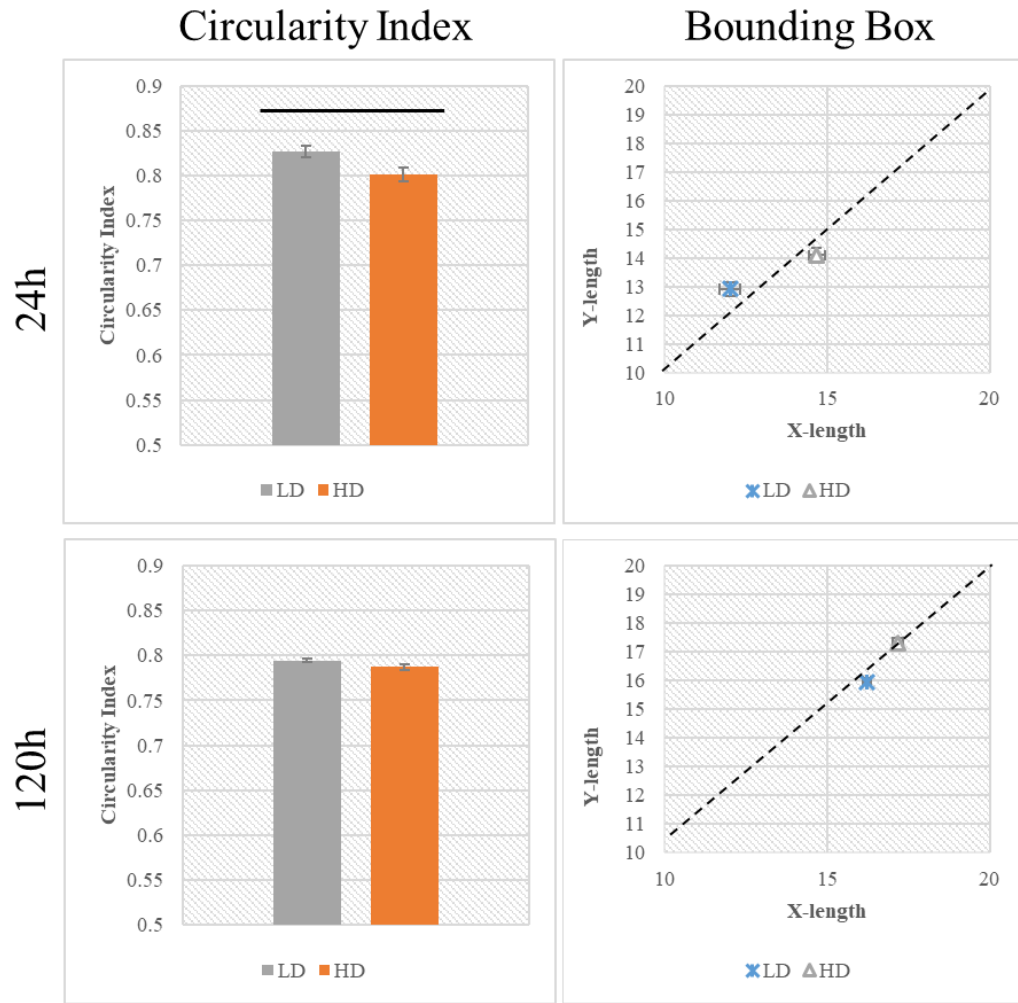 Circularity Index
Bounding Box
24h
Circularity Index
0.9
0.85
0.8
0.75
0.7
0.65
0.6
0.55
0.5
LD HD
Y-length
20
19
18
17
16
15
14
13
12
11
10
10 15 20
X-length
LD HD
120h
Circularity Index
0.9
0.85
0.8
0.75
0.7
0.65
0.6
0.55
0.5
LD HD
Y-length
20
19
18
17
16
15
14
13
12
11
10
10 15 20
X-length
LD HD